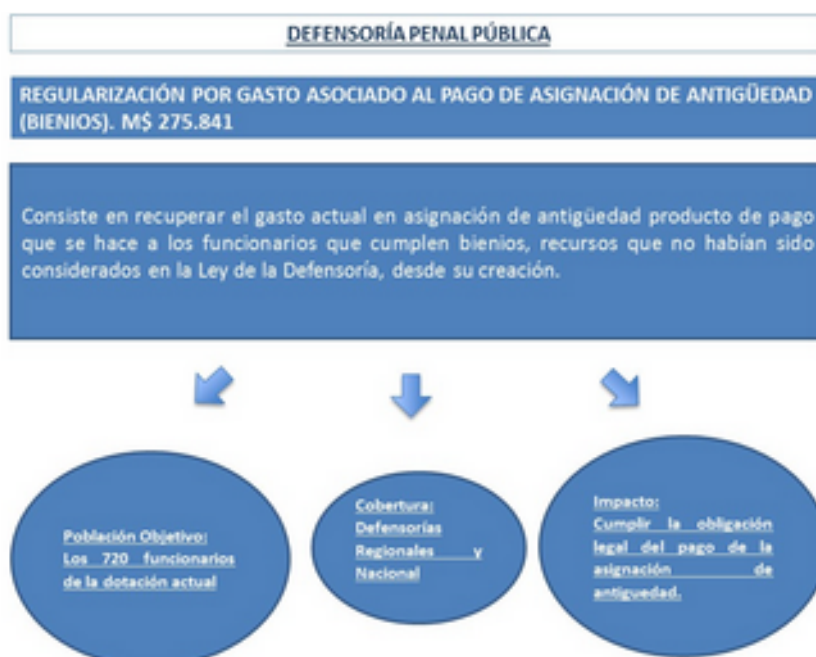 DEFENSORÍA PENAL PÚBLICA
REGULARIZACIÓN POR GASTO ASOCIADO AL PAGO DE ASIGNACIÓN DE ANTIGÜEDAD
(BIENIOS). M$ 275.841
Consiste en recuperar el gasto actual en asignación de antigüedad producto de pago
que se hace a los funcionarios que cumplen bienios, recursos que no habían sido
considerados en la Ley de la Defensoría, desde su creación.
Población Objetivo:
Los 720 funcionarios
de la dotación actual
Cobertura:
Defensorías
Regionales y
Nacional
Impacto:
Cumplir la obligación
legal del pago de la
asignación de
antiguedad.